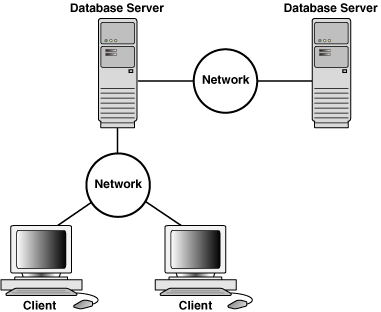 Database Server
Database Server
Network
Network
Client
Client